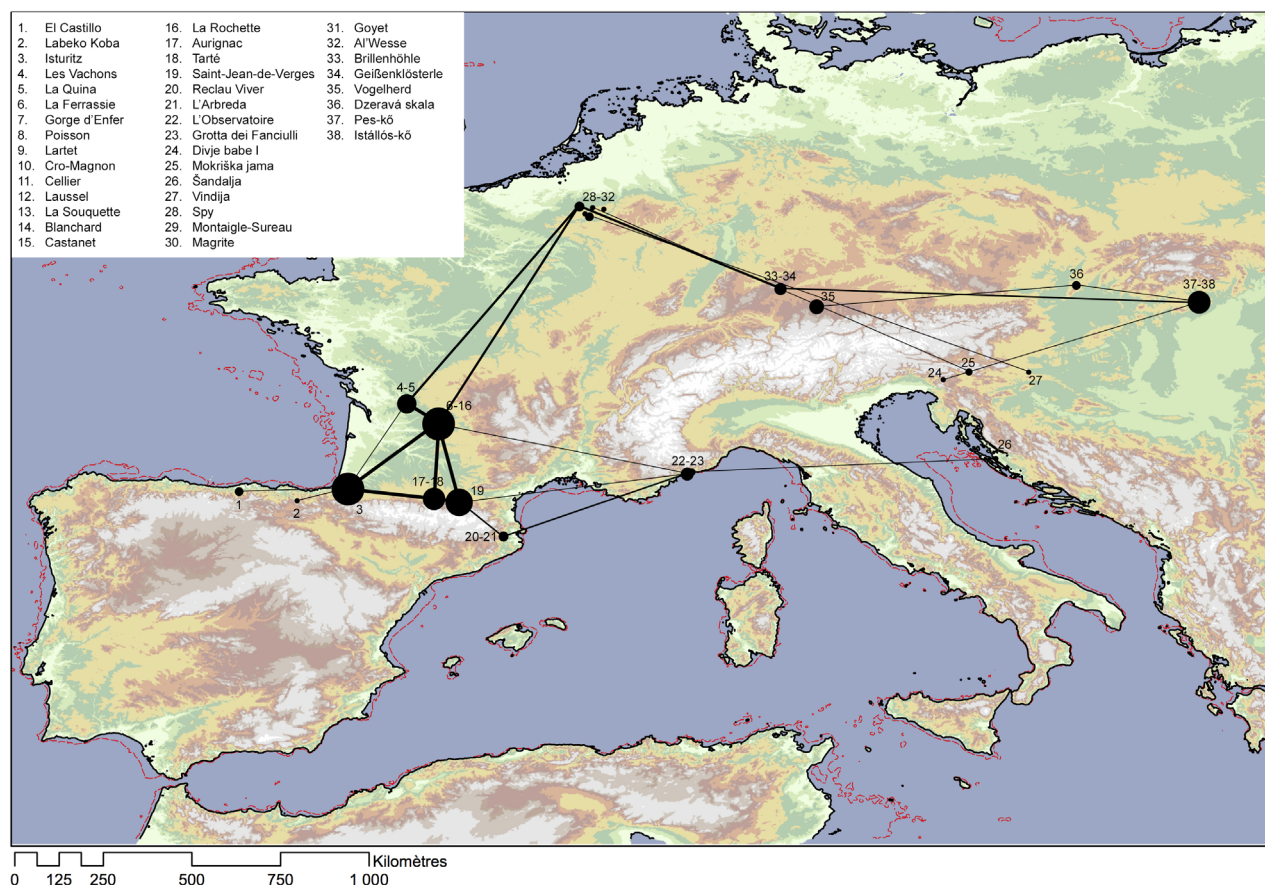 1. El Castillo
2. Labeko Koba
3. Isturitz
4. Les Vachons
5. La Quina
6. La Ferrassie
7. Gorge d'Enfer
8. Poisson
9. Lartet
10. Cro-Magnon
11. Cellier
12. Laussel
13. La Souquette
14. Blanchard
15. Castanet
16. La Rochette
17. Aurignac
18. Tarté
19. Saint-Jean-de-Verges
20. Reclau Viver
21. L'Arbreda
22. L'Observatoire
23. Grotta dei Fanciulli
24. Divje babe I
25. Mokriška jama
26. Šandalja
27. Vindija
28. Spy
29. Montaigle-Sureau
30. Magrite
31. Goyet
32. Al'Wesse
33. Brillenhöhle
34. Geißenklösterle
35. Vogelherd
36. Dzeravá skala
37. Pes-kő
38. Istállós-kő
28-32
33-34
35
36
37-38
25
24
27
4-5
6-16
26
22-23
17-18
19
1
2
3
20-21
Kilomètres
0 125 250 500 750 1 000